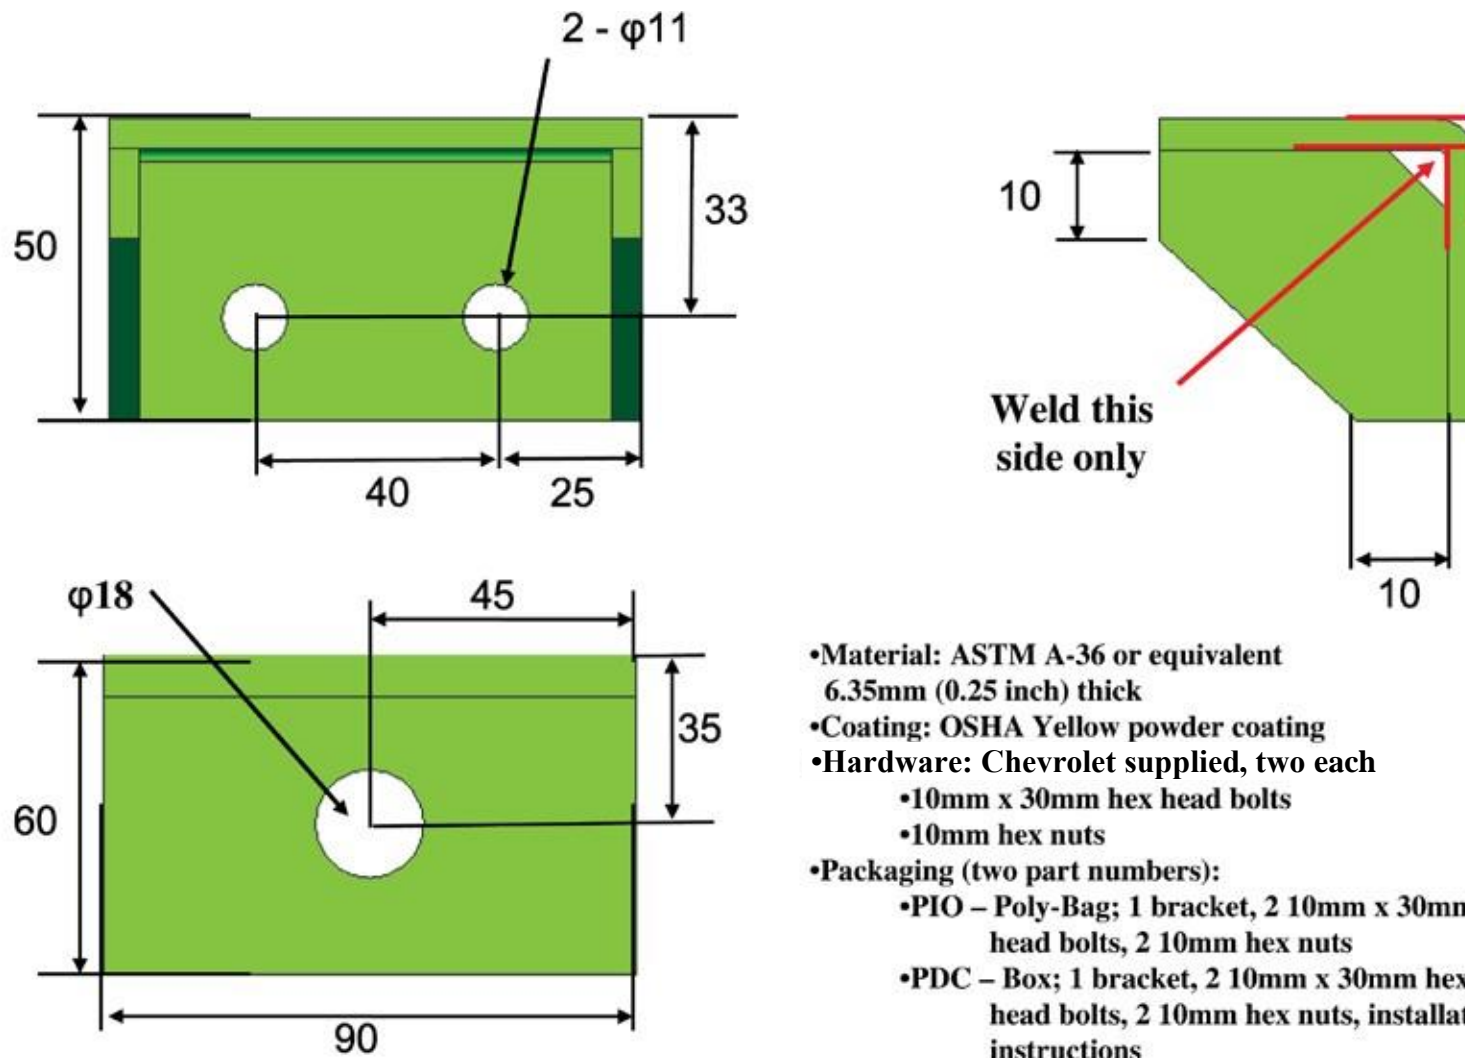 2 - φ11
50
33
10
40
25
Weld this
side only
10
φ18
45
35
60
90
•Material: ASTM A-36 or equivalent
6.35mm (0.25 inch) thick
•Coating: OSHA Yellow powder coating
•Hardware: Chevrolet supplied, two each
•10mm x 30mm hex head bolts
•10mm hex nuts
•Packaging (two part numbers):
•PIO – Poly-Bag; 1 bracket, 2 10mm x 30mm
head bolts, 2 10mm hex nuts
•PDC – Box; 1 bracket, 2 10mm x 30mm hex
head bolts, 2 10mm hex nuts,
instructions